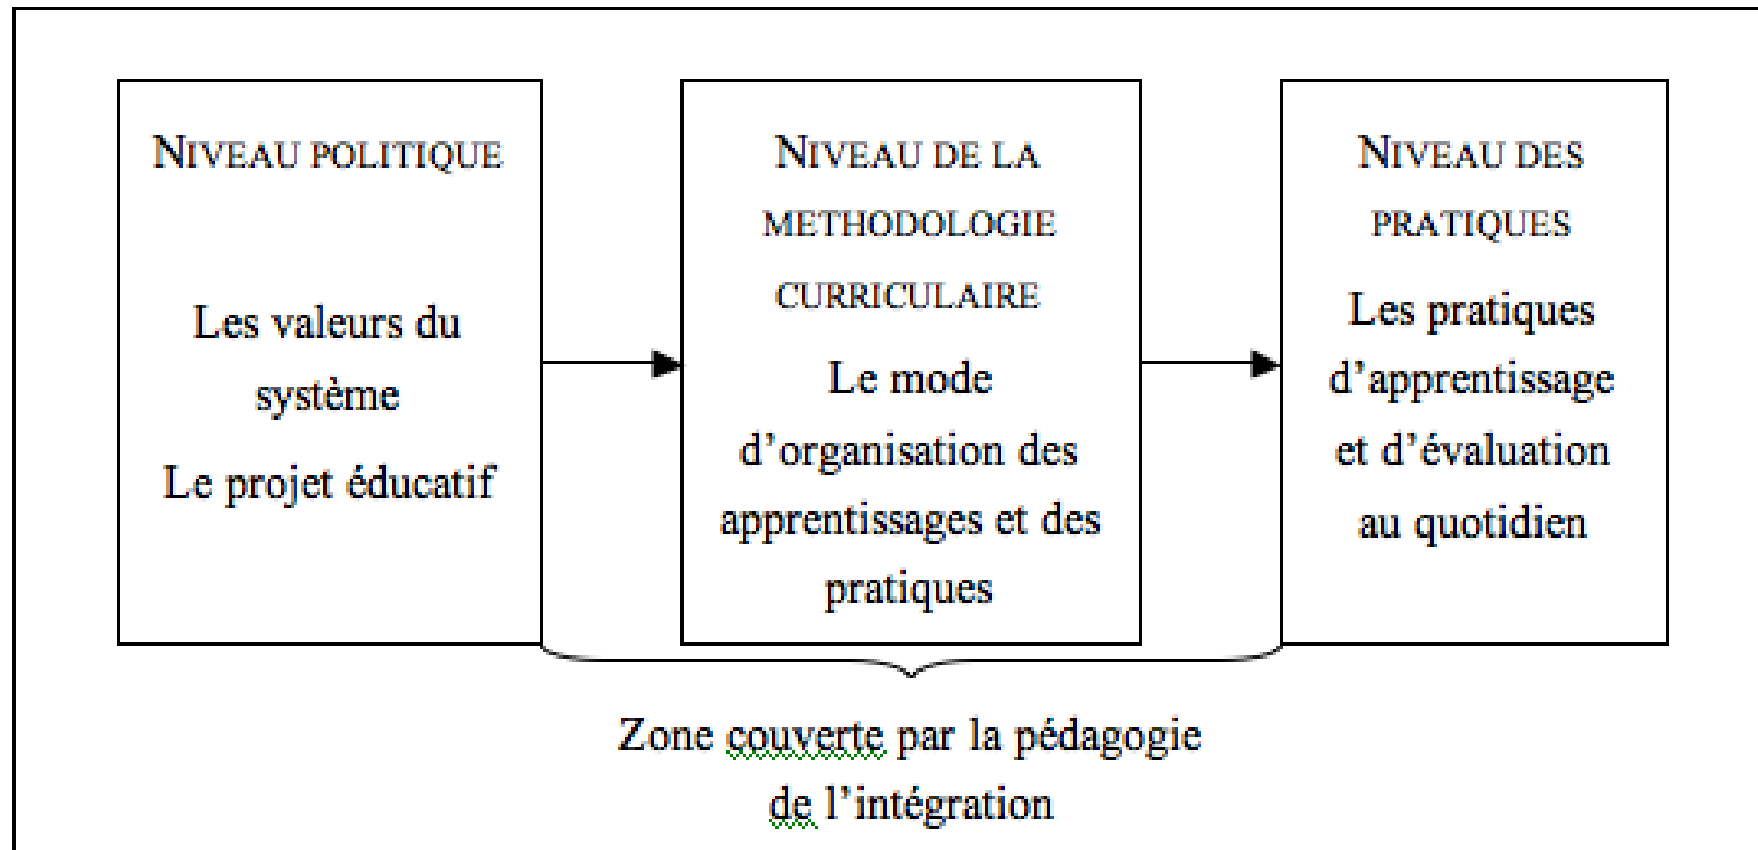 NIVEAU POLITIQUE
Les valeurs du
système
Le projet éducatif
NIVEAU DE LA
METHODOLOGIE
CURRICULAIRE
Le mode
d’organisation des
apprentissages et des
pratiques
NIVEAU DES
PRATIQUES
Les pratiques
d’apprentissage
et d’évaluation
au quotidien
Zone couverte par la pédagogie
de l’intégration